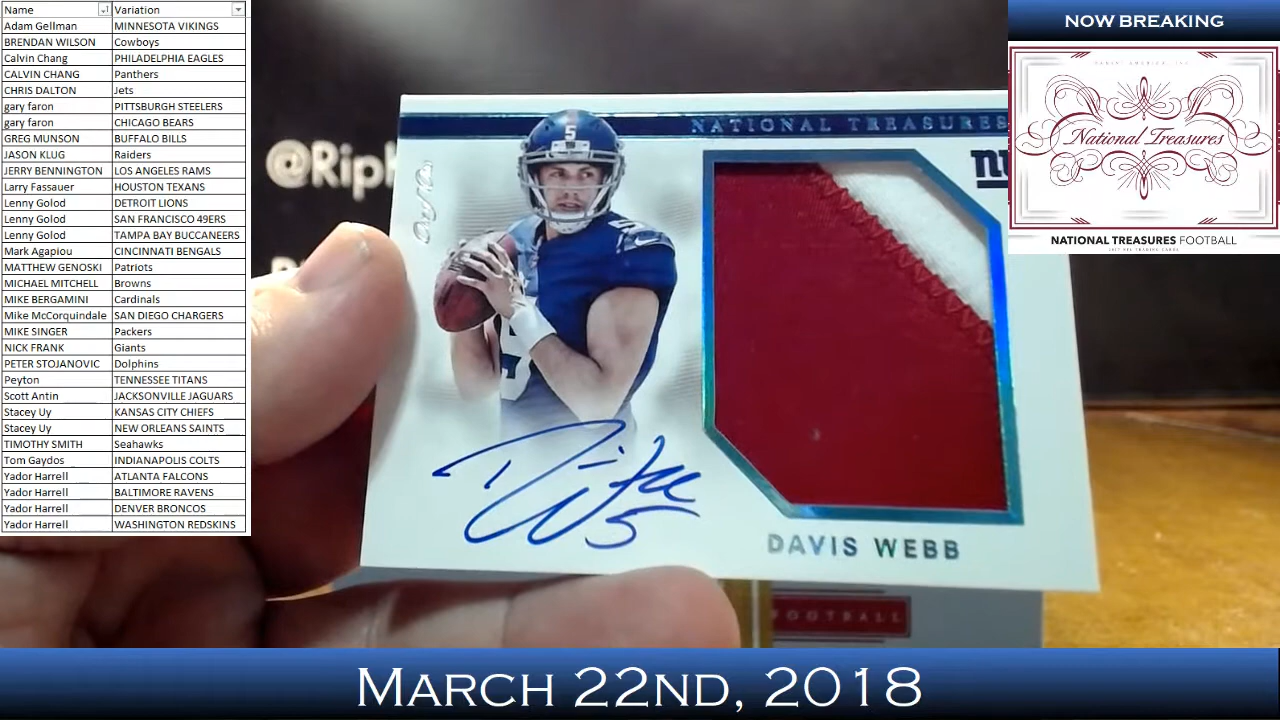 Name Variation
Adam Gellman MINNESOTA VIKINGS
BRENDAN WILSON Cowboys
Calvin Chang PHILADELPHIA EAGLES
CALVIN CHANG Panthers
CHRIS DALTON Jets
gary faron PITTSBURGH STEELERS
gary faron CHICAGO BEARS
GREG MUNSON BUFFALO BILLS
JASON KLUG Raiders
JERRY BENNINGTON LOS ANGELES RAMS
Larry Fassauer HOUSTON TEXANS
Lenny Golod DETROIT LIONS
Lenny Golod SAN FRANCISCO 49ERS
Lenny Golod TAMPA BAY BUCCANEERS
Mark Agapiou CINCINNATI BENGALS
MATTHEW GENOSKI Patriots
MICHAEL MITCHELL Browns
MIKE BERGAMINI Cardinals
Mike McCorquindale SAN DIEGO CHARGERS
MIKE SINGER Packers
NICK FRANK Giants
PETER STOJANOVIC Dolphins
Peyton TENNESSEE TITANS
Scott Antin JACKSONVILLE JAGUARS
Stacey Uy KANSAS CITY CHIEFS
Stacey Uy NEW ORLEANS SAINTS
TIMOTHY SMITH Seahawks
Tom Gaydos INDIANAPOLIS COLTS
Yador Harrell ATLANTA FALCONS
Yador Harrell BALTIMORE RAVENS
Yador Harrell DENVER BRONCOS
Yador Harrell WASHINGTON REDSKINS
@Rip
NATIONAL TREASURES
5
5
DAVIS WEBB
FOOTBALL
NOW BREAKING
National Treasures
NATIONAL TREASURES FOOTBALL
MARCH 22ND, 2018